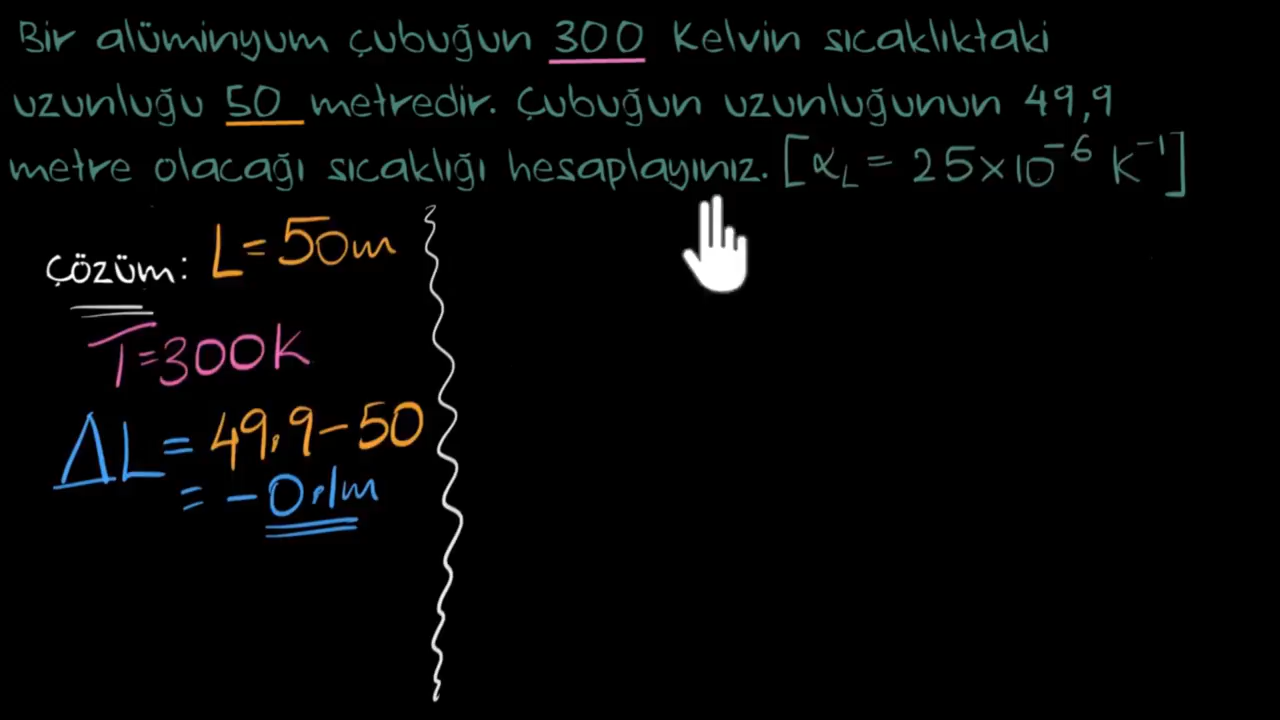 Bir alüminyum çubuğun 300 Kelvin sıcaklıktaki
uzunluğu 50 metredir. Çubuğun uzunluğunun 49,9
metre olacağı sıcaklığı hesaplayınız. [α_L = 25×10⁻⁶ K⁻¹]
Çözüm: L=50m
T=300K
ΔL = 49,9-50
= -0,1m